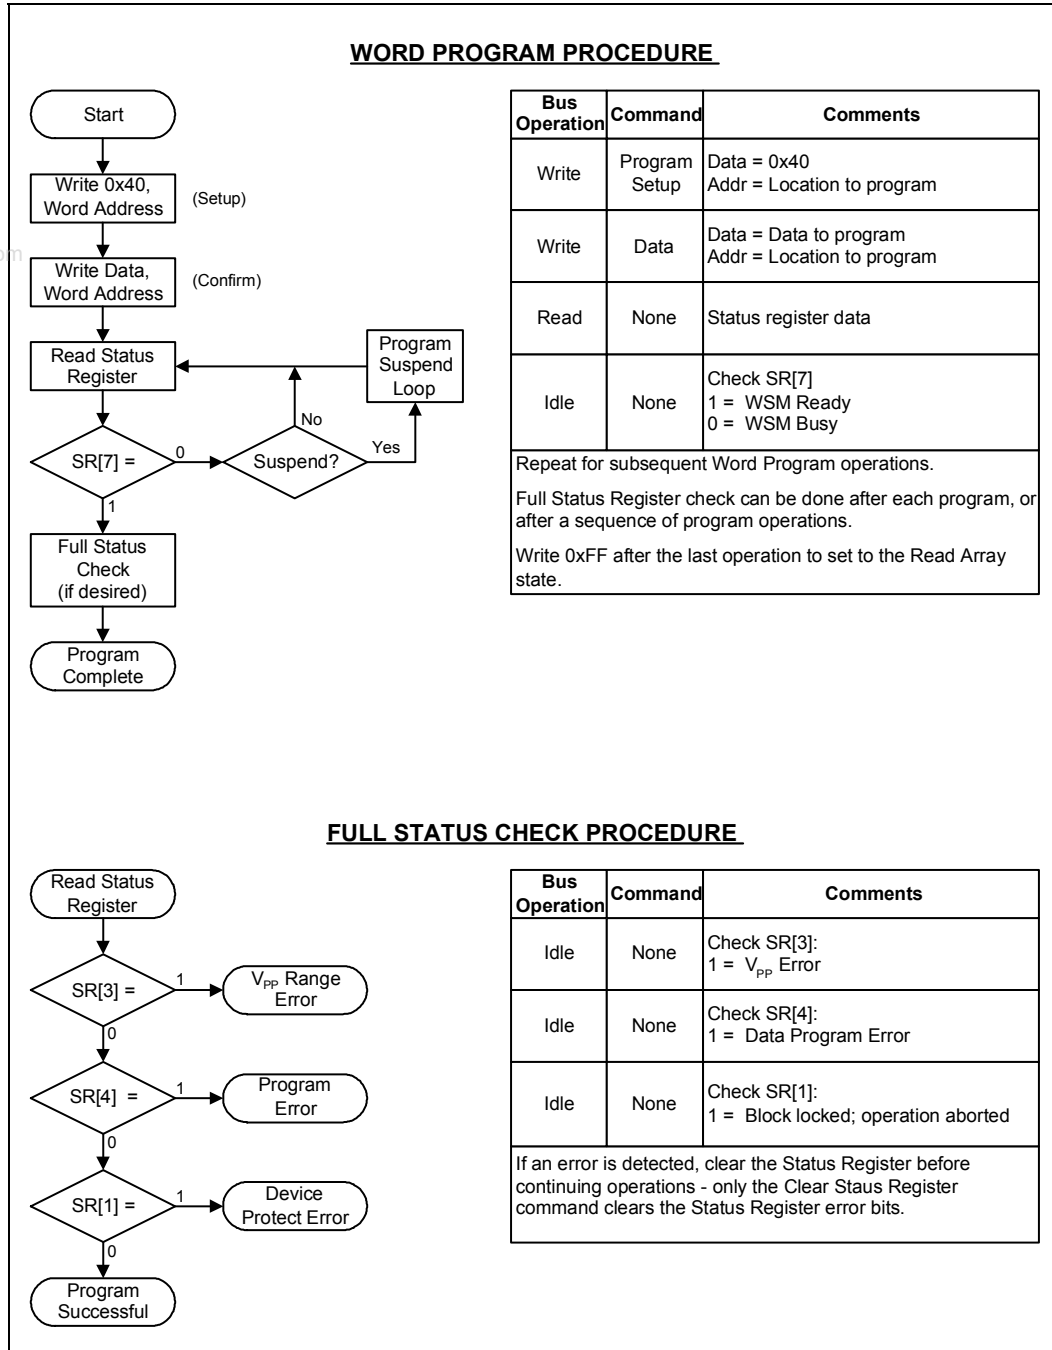 WORD PROGRAM PROCEDURE
Start
Write 0x40,
Word Address
(Setup)
om
Write Data,
Word Address
(Confirm)
Read Status
Register
Program
Suspend
Loop
No
SR[7] =
0
Suspend?
Yes
1
Full Status
Check
(if desired)
Program
Complete
Bus
Operation
Command
Comments
Write
Program
Setup
Data = 0x40
Addr = Location to program
Write
Data
Data = Data to program
Addr = Location to program
Read
None
Status register data
Idle
None
Check SR[7]
1 = WSM Ready
0 = WSM Busy
Repeat for subsequent Word Program operations.
Full Status Register check can be done after each program, or
after a sequence of program operations.
Write 0xFF after the last operation to set to the Read Array
state.
FULL STATUS CHECK PROCEDURE
Read Status
Register
SR[3] =
1
VPP Range
Error
0
SR[4] =
1
Program
Error
0
SR[1] =
1
Device
Protect Error
0
Program
Successful
Bus
Operation
Command
Comments
Idle
None
Check SR[3]:
1 = VPP Error
Idle
None
Check SR[4]:
1 = Data Program Error
Idle
None
Check SR[1]:
1 = Block locked; operation aborted
If an error is detected, clear the Status Register before
continuing operations - only the Clear Staus Register
command clears the Status Register error bits.